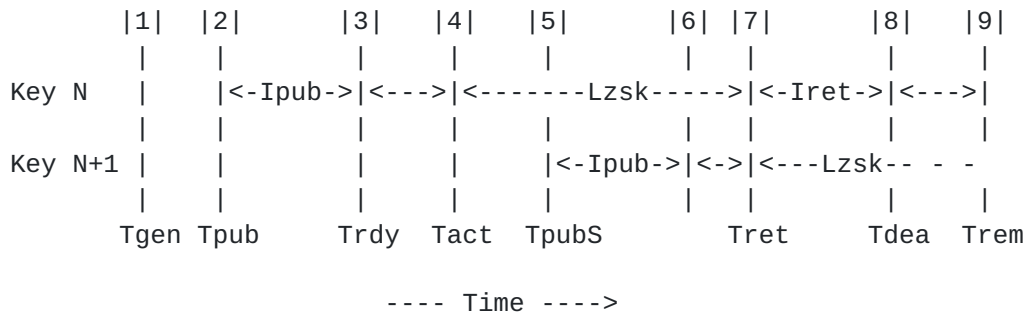 |1|  |2|       |3|   |4|   |5|       |6| |7|      |8|   |9|
        |    |         |     |     |         |   |        |     |
Key N   |    |<-Ipub->|<--->|<-------Lzsk----->|<-Iret->|<--->|
        |    |         |     |     |         |   |        |     |
Key N+1 |    |         |     |     |<-Ipub->|<->|<---Lzsk-- - -
        |    |         |     |     |         |   |        |     |
       Tgen Tpub      Trdy  Tact  TpubS        Tret     Tdea  Trem
                        ---- Time ---->